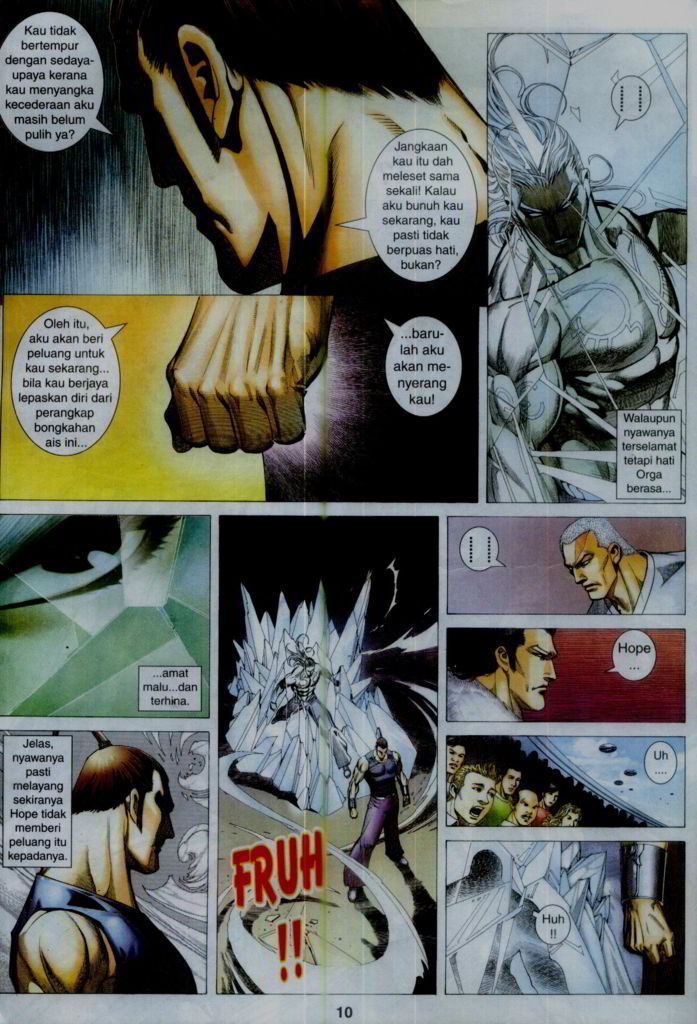 Kau tidak
bertempur
dengan sedaya-
upaya kerana
kau menyangka
kecederaan aku
masih belum
pulih ya?
Jangkaan
kau itu dah
meleset sama
sekali! Kalau
aku bunuh kau
sekarang, kau
pasti tidak
berpuas hati,
bukan?
Oleh itu,
aku akan beri
peluang untuk
kau sekarang...
bila kau berjaya
lepaskan diri dari
perangkap
bongkahan
ais ini...
...baru-
lah aku
akan me-
nyerang
kau!
Walaupun
nyawanya
terselamat
tetapi hati
Orga
berasa...
...amat
malu...dan
terhina.
Jelas,
nyawanya
pasti
melayang
sekiranya
Hope tidak
memberi
peluang itu
kepadanya.
FRUH
!!
Hope
...
Uh
....
Huh
!!
10